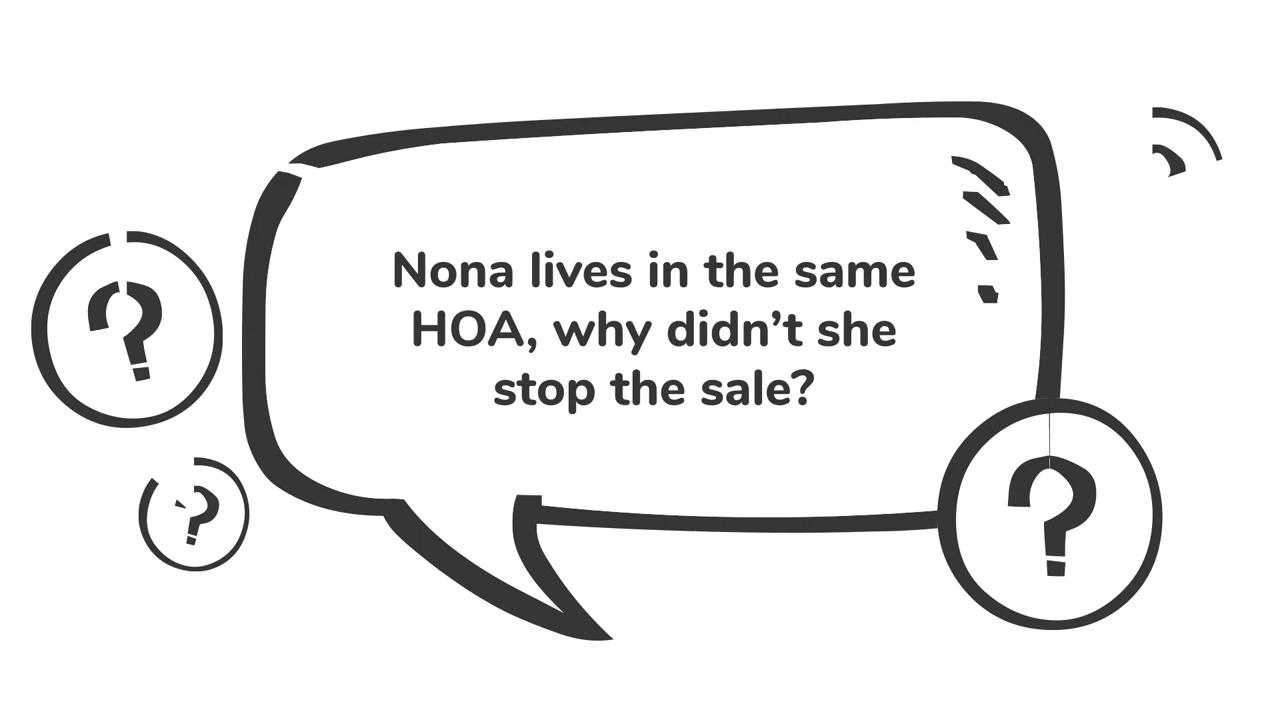 Nona lives in the same
HOA, why didn’t she
stop the sale?